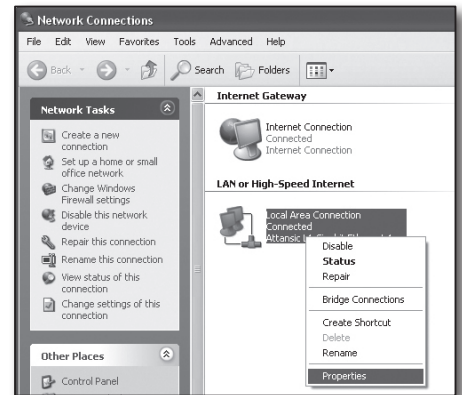 Network Connections
File Edit View Favorites Tools Advanced Help
Back Search Folders
Network Tasks
Create a new
connection
Set up a home or small
office network
Change Windows
Firewall settings
Disable this network
device
Repair this connection
Rename this connection
View status of this
connection
Change settings of this
connection
Other Places
Control Panel
Internet Gateway
Internet Connection
Connected
Internet Connection
LAN or High-Speed Internet
Local Area Connection
Connected
Attansic
Disable
Status
Repair
Bridge Connections
Create Shortcut
Delete
Rename
Properties